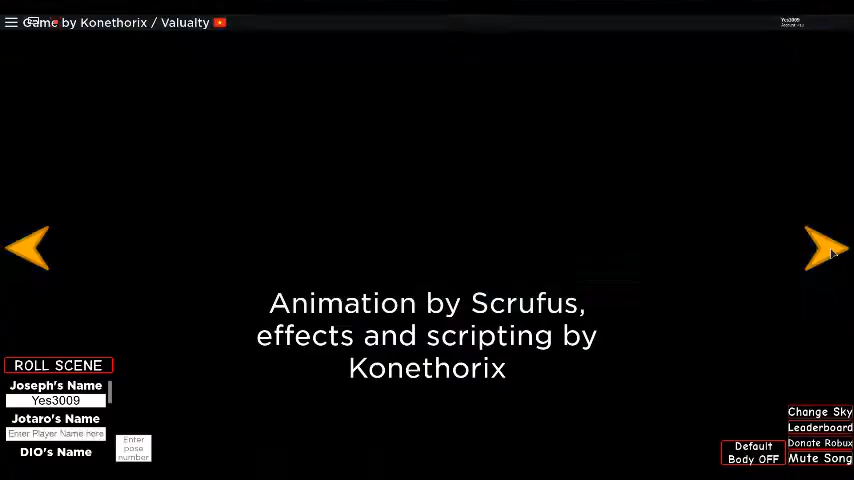 Game by Konethorix / Valualty
Yes3009
Animation by Scrufus,
effects and scripting by
Konethorix
ROLL SCENE
Joseph's Name
Yes3009
Jotaro's Name
Enter Player Name here
DIO's Name
Enter
pose
number
Default
Body OFF
Change Sky
Leaderboard
Donate Robux
Mute Song